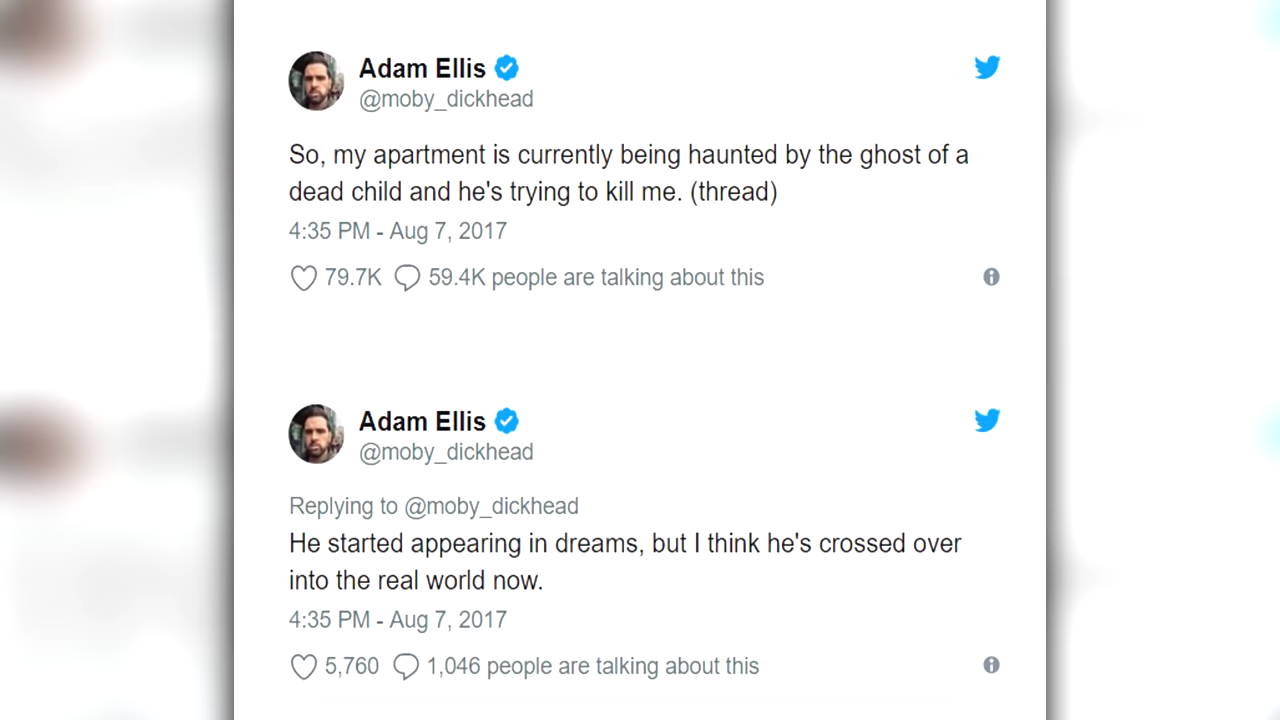 Adam Ellis
@moby_dickhead
So, my apartment is currently being haunted by the ghost of a
dead child and he's trying to kill me. (thread)
4:35 PM - Aug 7, 2017
79.7K 59.4K people are talking about this
Adam Ellis
@moby_dickhead
Replying to @moby_dickhead
He started appearing in dreams, but I think he's crossed over
into the real world now.
4:35 PM - Aug 7, 2017
5,760 1,046 people are talking about this